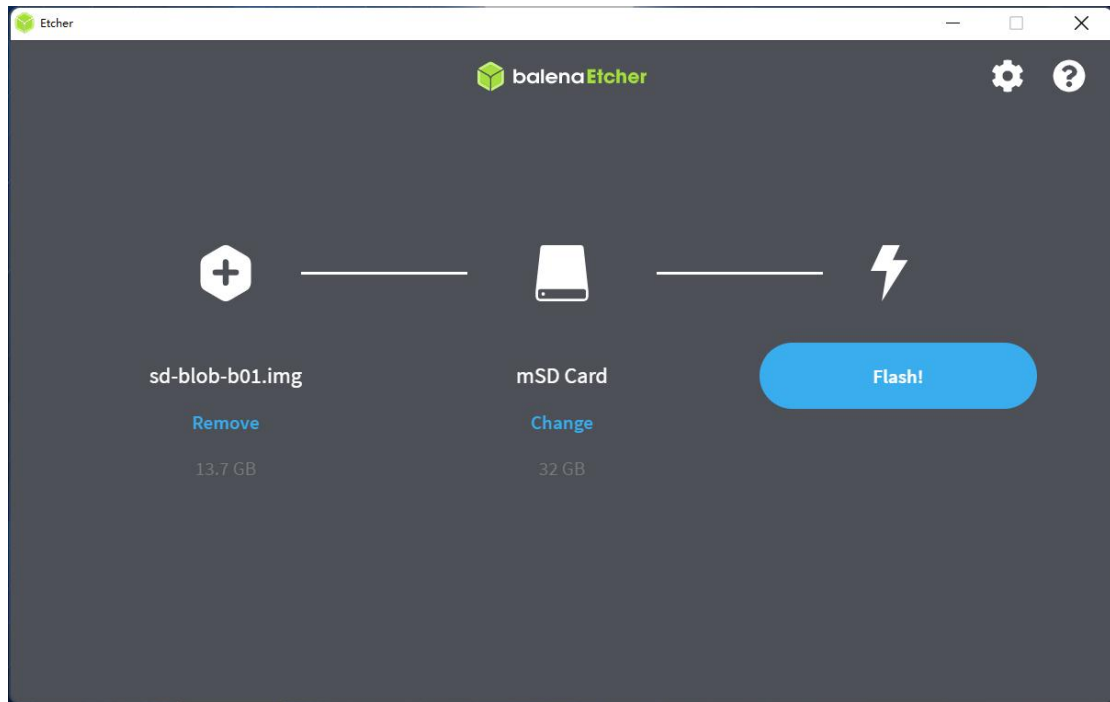 Etcher
balenaEtcher
sd-blob-b01.img
mSD Card
Flash!
Remove
Change
13.7 GB
32 GB